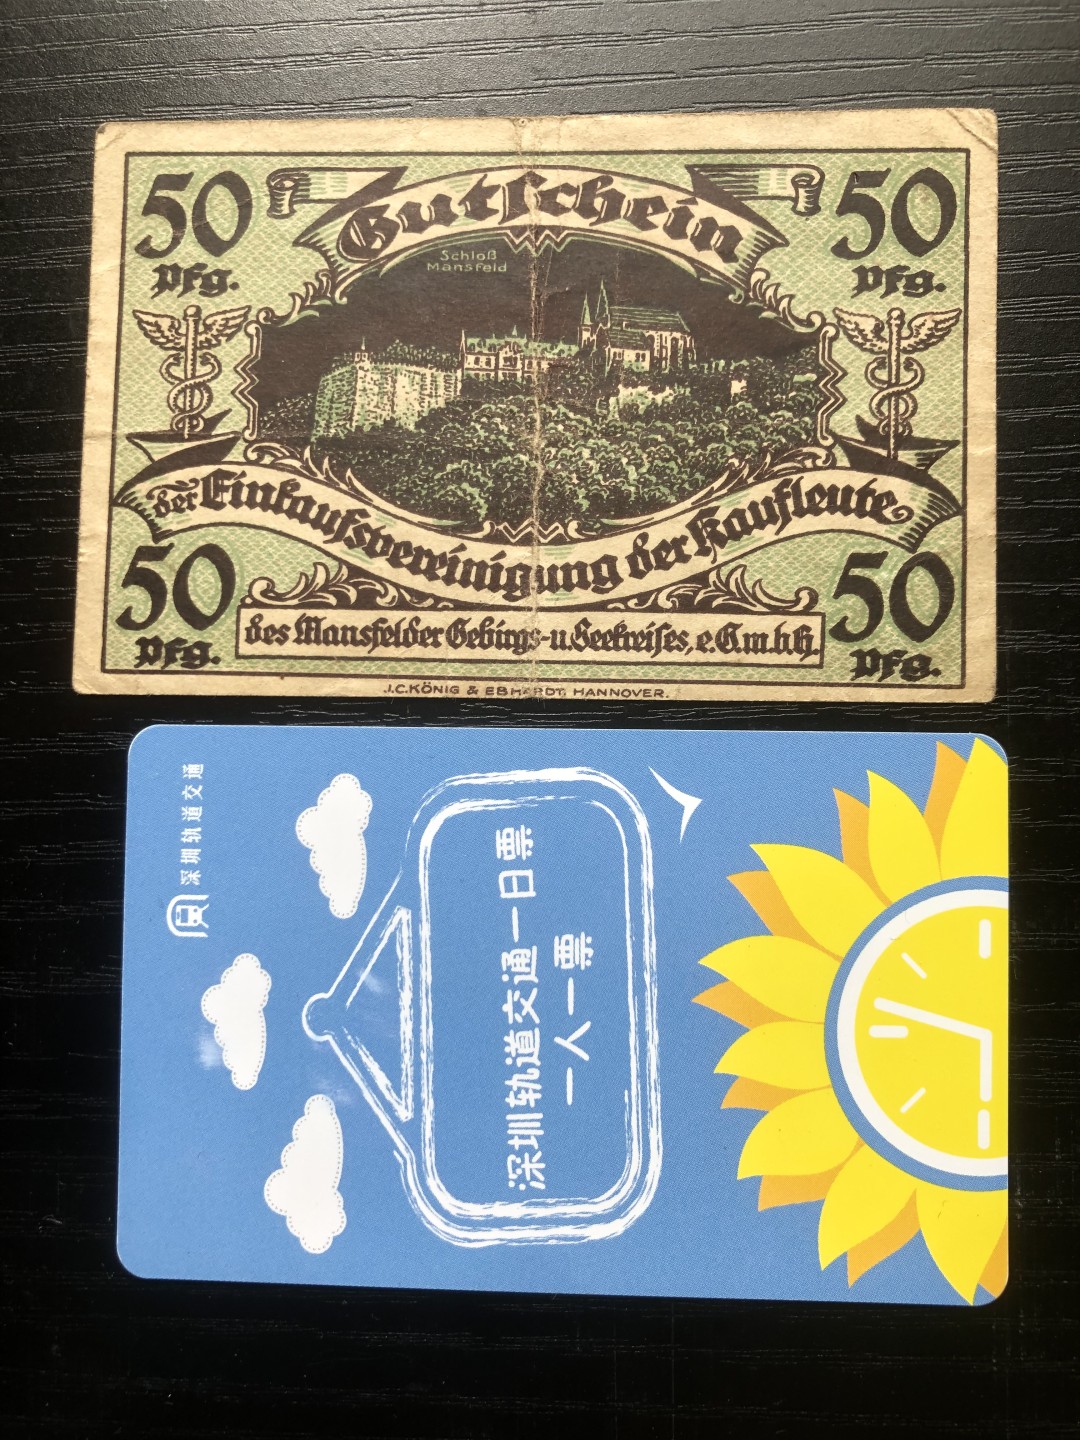 50 Pfg.
Gutschein
50 Pfg.
Schloß
Mansfeld
der Einkaufsvereinigung der Kaufleute
50 Pfg.
des Mansfelder Gebirgs- u. Seekreises, e.G.m.b.H.
50 Pfg.
J.C.KÖNIG & EBHARDT, HANNOVER.
深圳轨道交通
深圳轨道交通一日票
一人一票